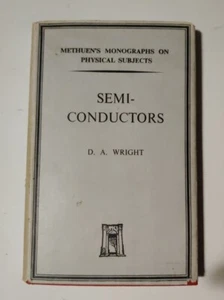 METHUEN'S MONOGRAPHS ON
PHYSICAL SUBJECTS
SEMI-
CONDUCTORS
D. A. WRIGHT